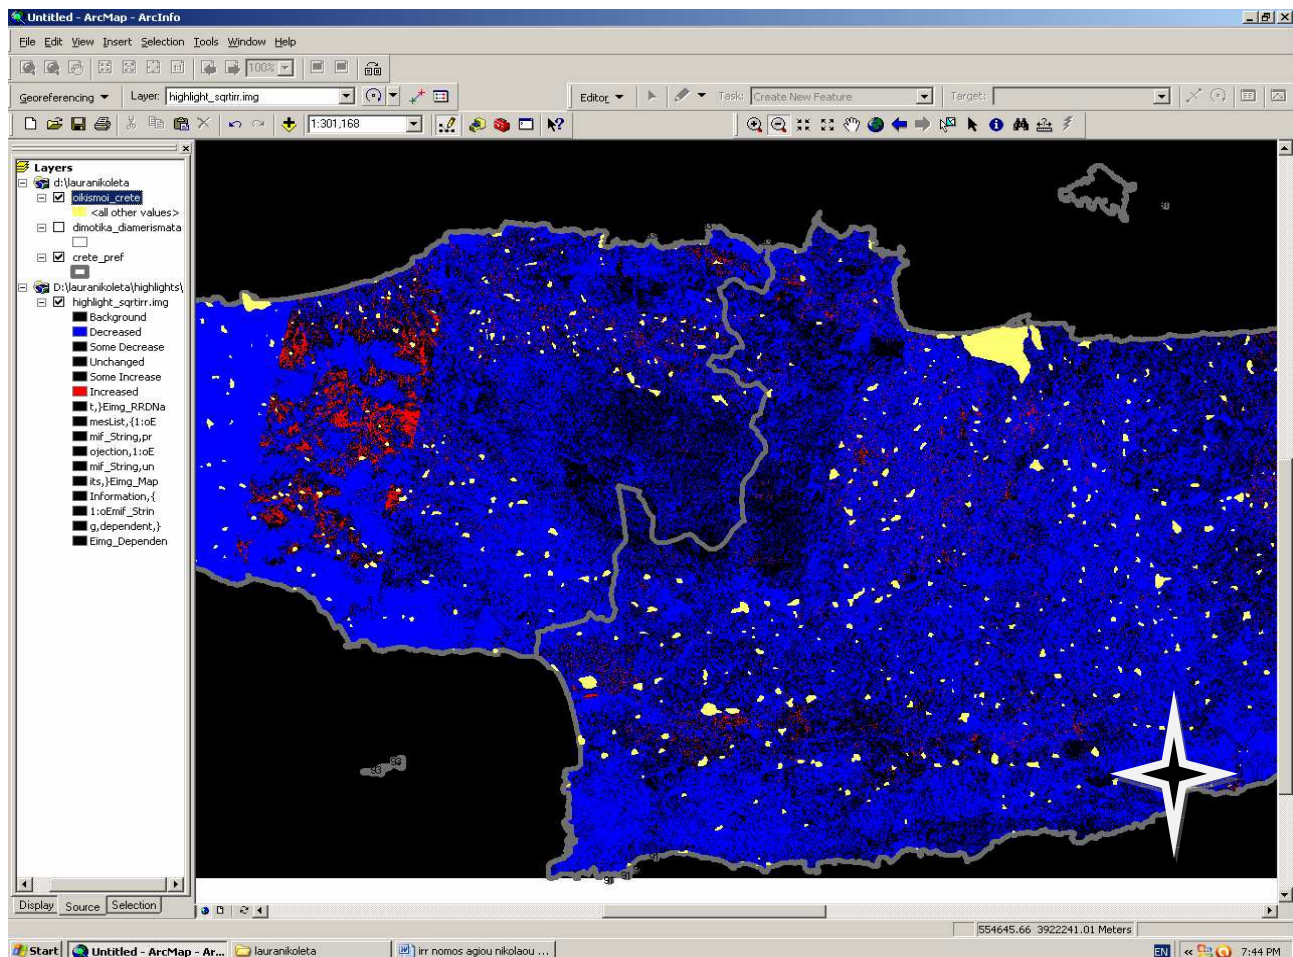 Untitled - ArcMap - ArcInfo
File Edit View Insert Selection Tools Window Help
100%
Georeferencing Layer: highlight_sqrtirr.img Editor Task: Create New Feature Target:
1:301,168
Layers
d:\lauranikoleta
oikismoi_crete
<all other values>
dimotika_diamerismata
crete_pref
D:\lauranikoleta\highlights\
highlight_sqrtirr.img
Background
Decreased
Some Decrease
Unchanged
Some Increase
Increased
t,}Eimg_RRDNa
mesList,{1:oE
mif_String,pr
ojection,1:oE
mif_String,un
its,}Eimg_Map
Information,{
1:oEmif_Strin
g,dependent,}
Eimg_Dependen
93
91
Display Source Selection
554645.66 3922241.01 Meters
Start Untitled - ArcMap - Ar... lauranikoleta irr nomos agiou nikolaou ... EN 7:44 PM